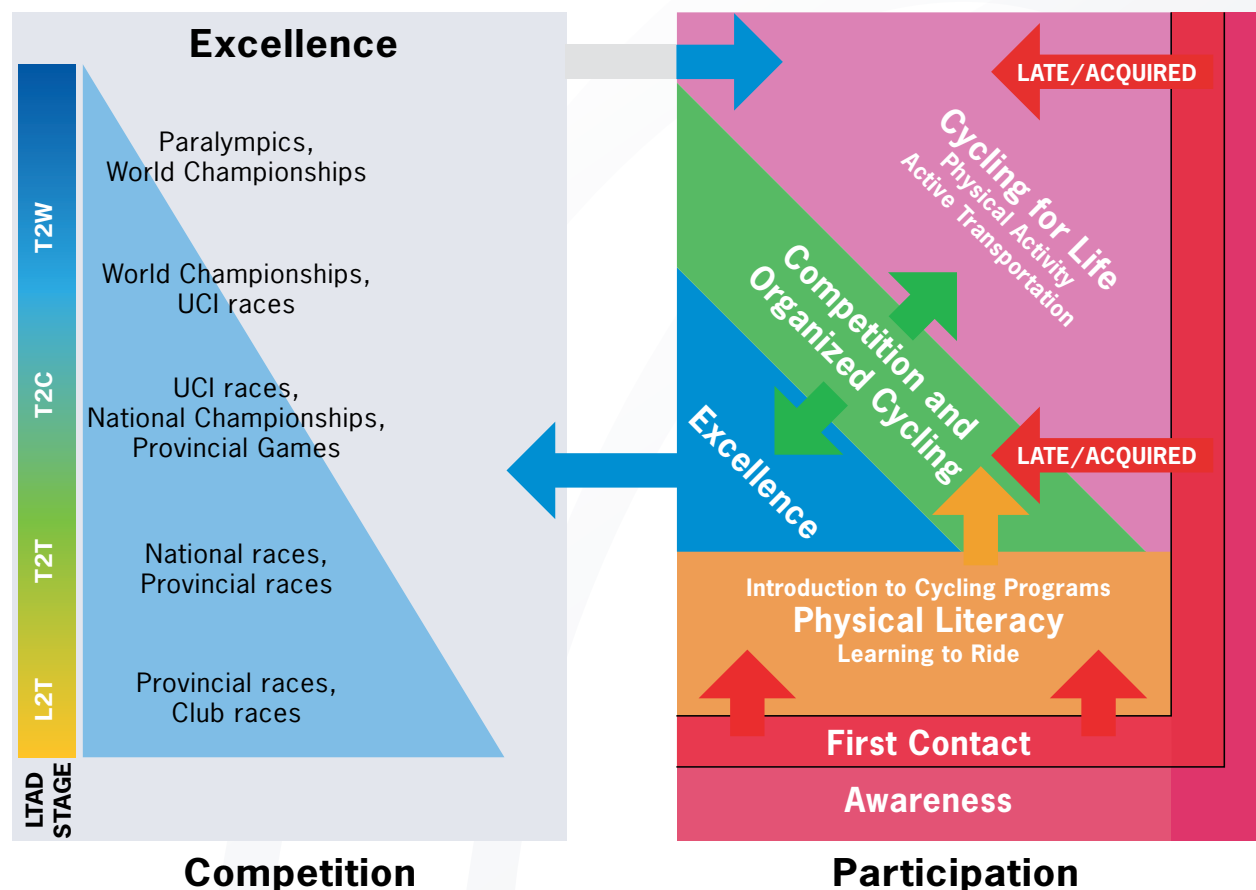 Excellence
Paralympics,
World Championships
World Championships,
UCI races
UCI races,
National Championships,
Provincial Games
National races,
Provincial races
Provincial races,
Club races
T2W
T2C
T2T
L2T
LTAD
STAGE
Competition
LATE/ACQUIRED
Cycling for Life
Physical Activity
Active Transportation
Competition and
Organized Cycling
Excellence
LATE/ACQUIRED
Introduction to Cycling Programs
Physical Literacy
Learning to Ride
First Contact
Awareness
Participation